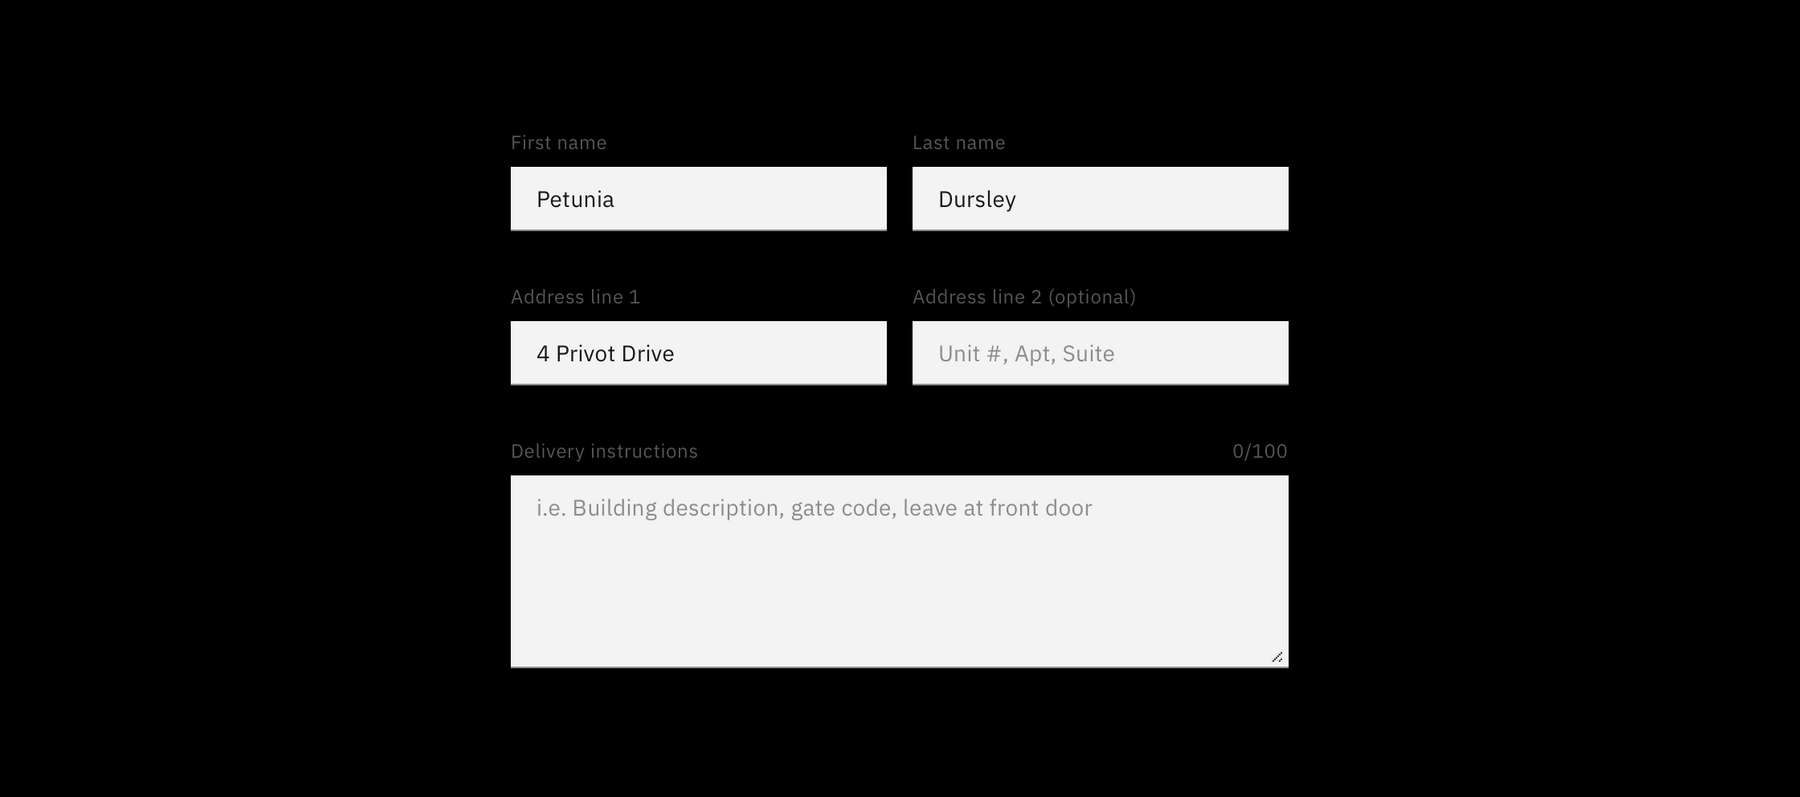 First name
Last name
Petunia
Dursley
Address line 1
Address line 2 (optional)
4 Privot Drive
Unit #, Apt, Suite
Delivery instructions
0/100
i.e. Building description, gate code, leave at front door